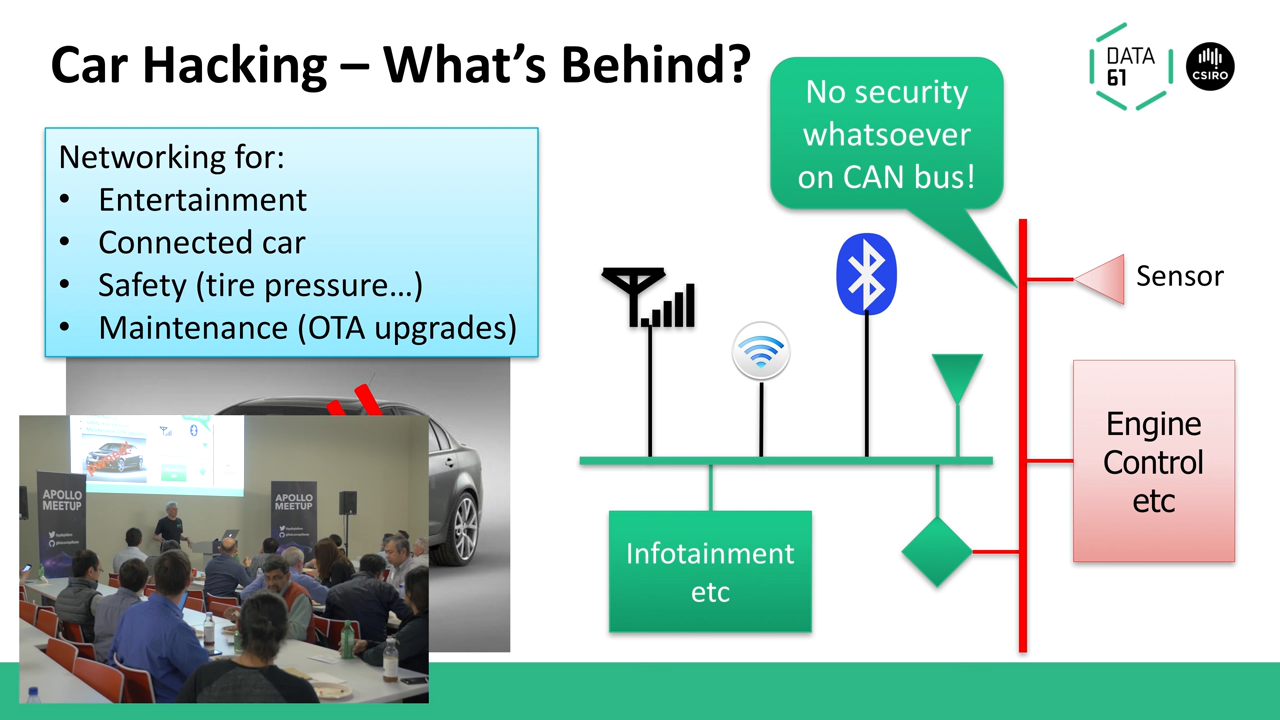 Car Hacking – What's Behind?
DATA
61
CSIRO
No security
whatsoever
on CAN bus!
Networking for:
• Entertainment
• Connected car
• Safety (tire pressure…)
• Maintenance (OTA upgrades)
Sensor
Engine
Control
etc
Infotainment
etc
APOLLO
MEETUP
APOLLO
MEETUP